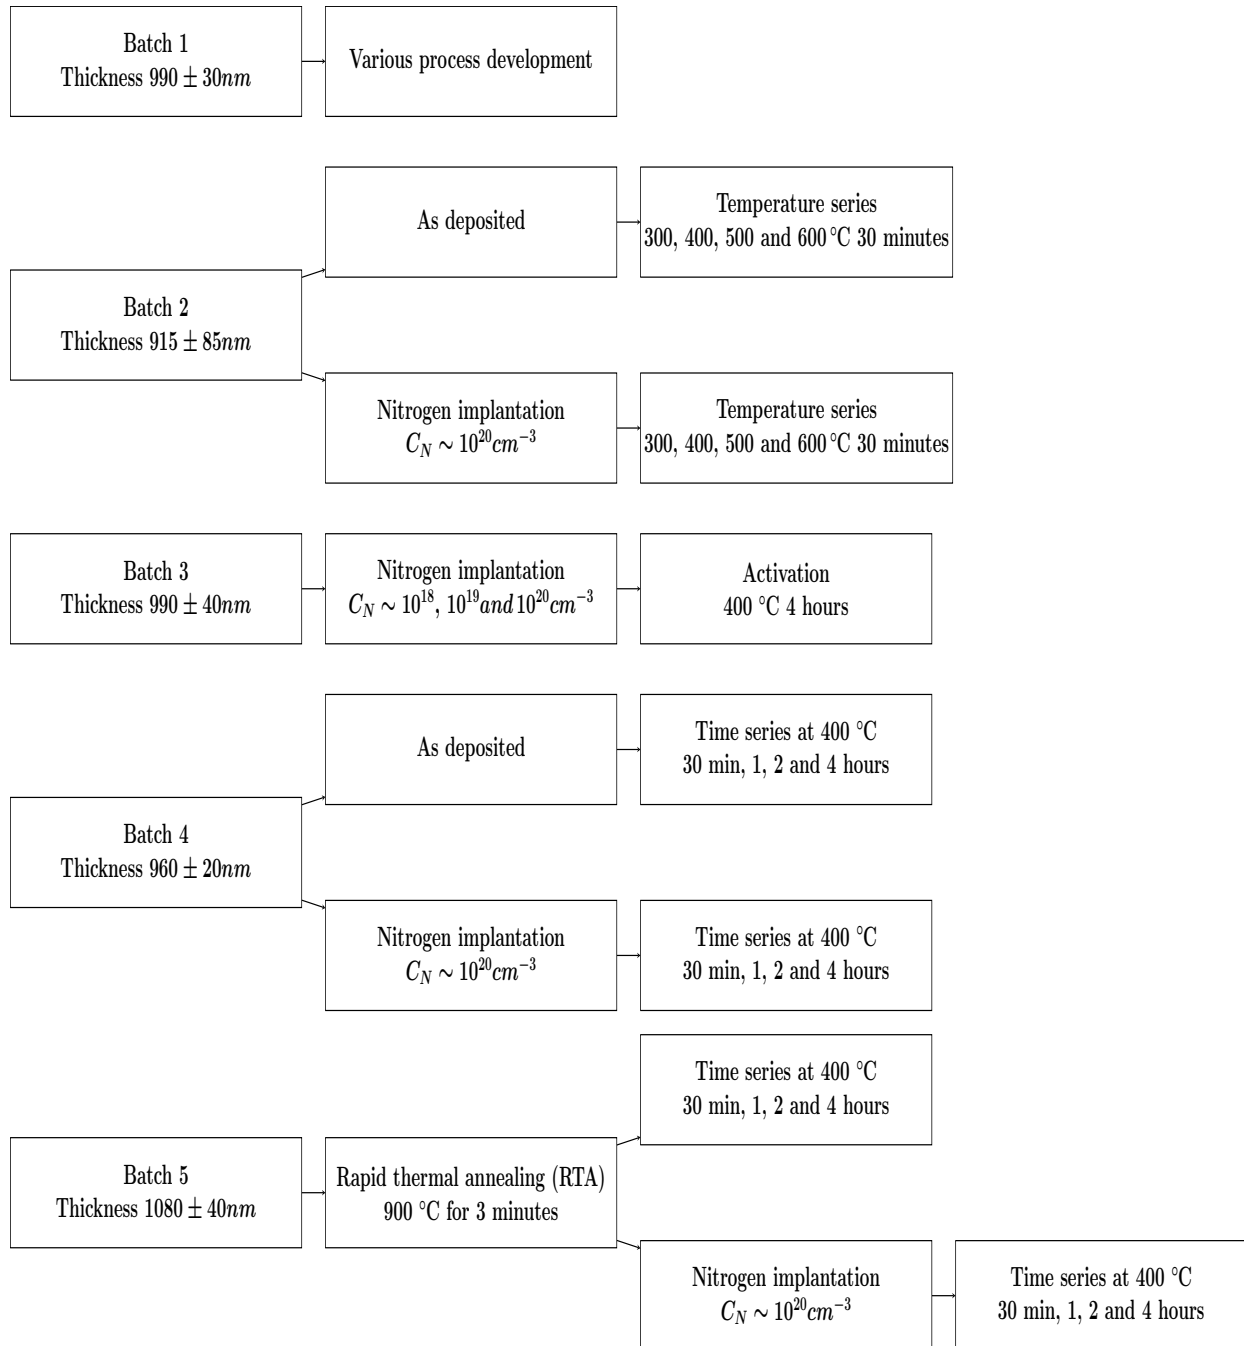 Batch 1
Thickness 990 ± 30nm
Various process development
As deposited
Temperature series
300, 400, 500 and 600 °C 30 minutes
Batch 2
Thickness 915 ± 85nm
Nitrogen implantation
C_N ∼ 10^{20}cm^{−3}
Temperature series
300, 400, 500 and 600 °C 30 minutes
Batch 3
Thickness 990 ± 40nm
Nitrogen implantation
C_N ∼ 10^{18}, 10^{19}and10^{20}cm^{−3}
Activation
400 °C 4 hours
As deposited
Time series at 400 °C
30 min, 1, 2 and 4 hours
Batch 4
Thickness 960 ± 20nm
Nitrogen implantation
C_N ∼ 10^{20}cm^{−3}
Time series at 400 °C
30 min, 1, 2 and 4 hours
Time series at 400 °C
30 min, 1, 2 and 4 hours
Batch 5
Thickness 1080 ± 40nm
Rapid thermal annealing (RTA)
900 °C for 3 minutes
Nitrogen implantation
C_N ∼ 10^{20}cm^{−3}
Time series at 400 °C
30 min, 1, 2 and 4 hours